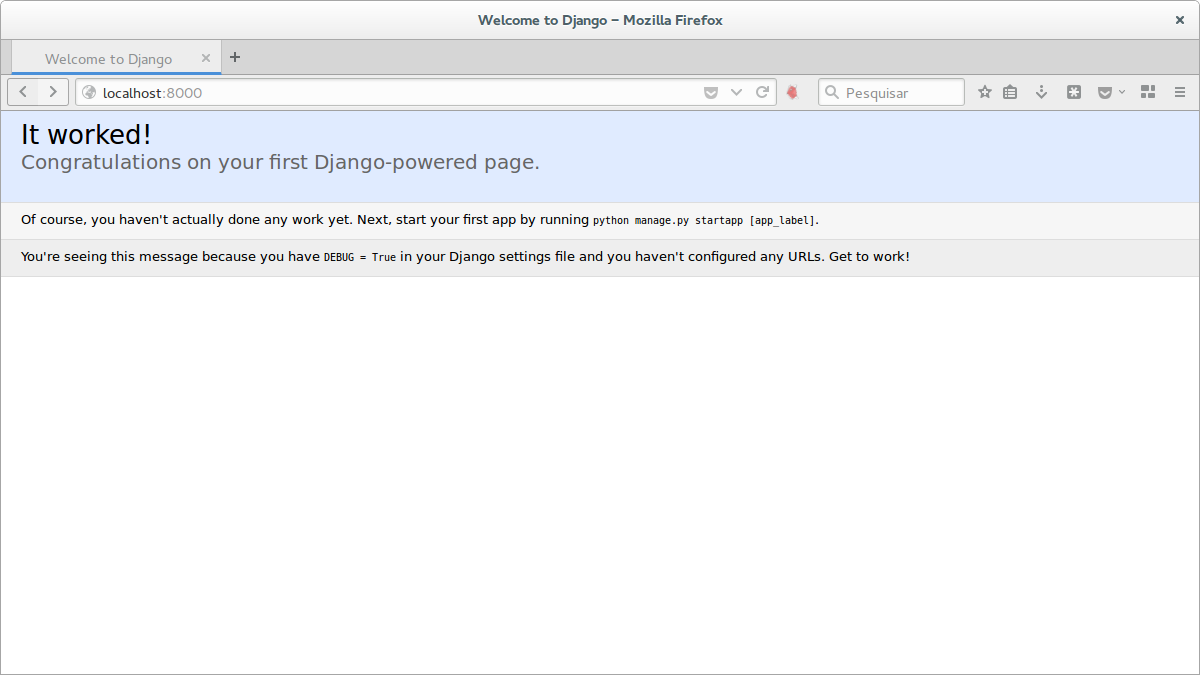 Welcome to Django – Mozilla Firefox
Welcome to Django
localhost:8000
Pesquisar
It worked!
Congratulations on your first Django-powered page.
Of course, you haven't actually done any work yet. Next, start your first app by running python manage.py startapp [app_label].
You're seeing this message because you have DEBUG = True in your Django settings file and you haven't configured any URLs. Get to work!